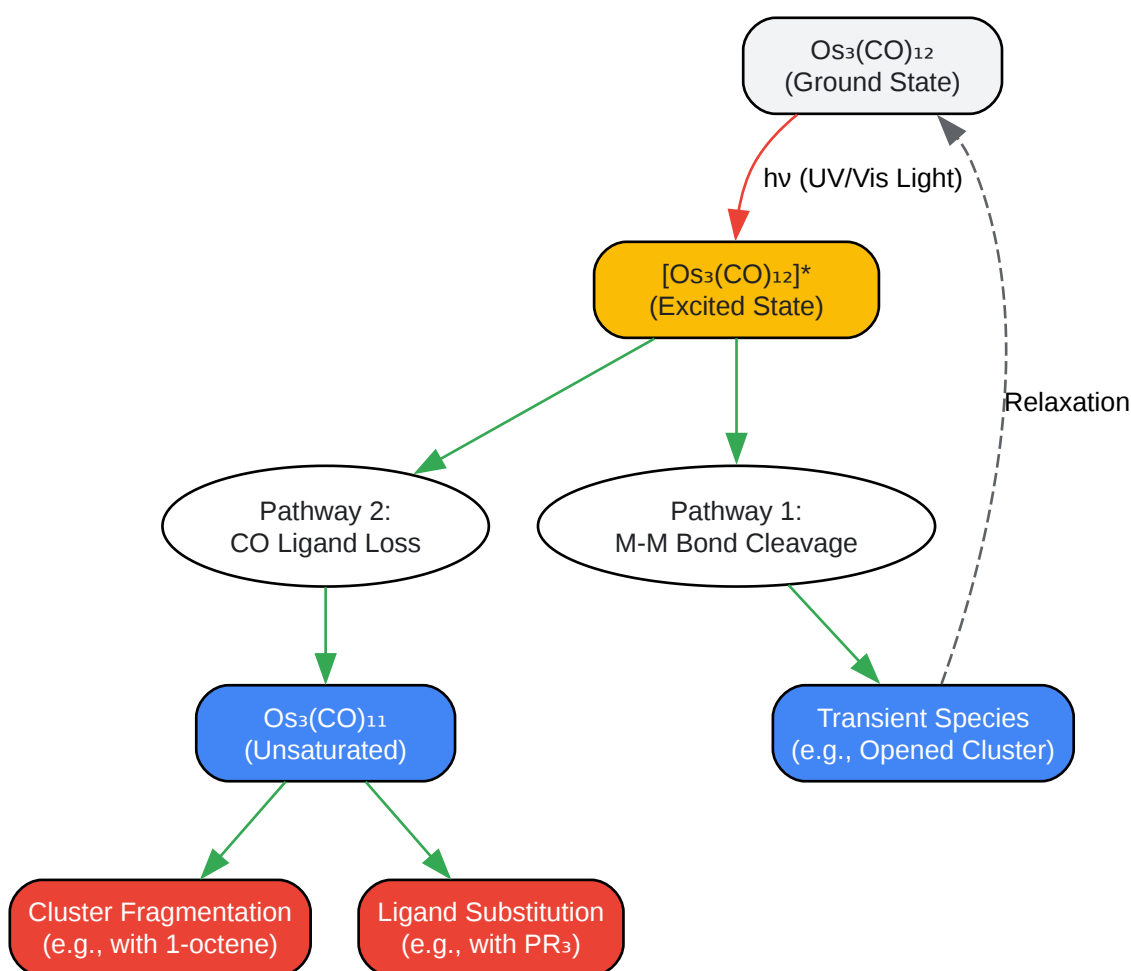 Os₃(CO)₁₂
(Ground State)
hν (UV/Vis Light)
[Os₃(CO)₁₂]*
(Excited State)
Relaxation
Pathway 2:
CO Ligand Loss
Pathway 1:
M-M Bond Cleavage
Os₃(CO)₁₁
(Unsaturated)
Transient Species
(e.g., Opened Cluster)
Cluster Fragmentation
(e.g., with 1-octene)
Ligand Substitution
(e.g., with PR₃)